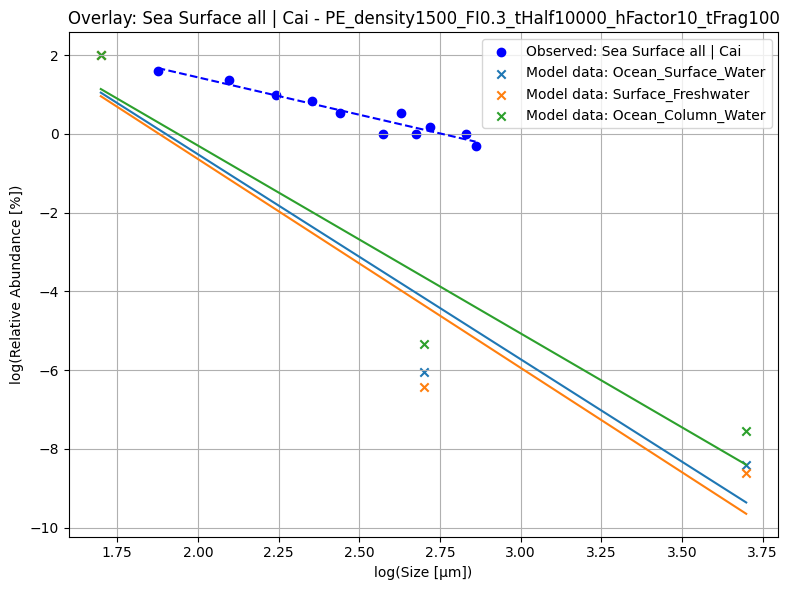 Overlay: Sea Surface all | Cai - PE_density1500_FI0.3_tHalf10000_hFactor10_tFrag100
Observed: Sea Surface all | Cai
Model data: Ocean_Surface_Water
Model data: Surface_Freshwater
Model data: Ocean_Column_Water
log(Relative Abundance [%])
2
0
−2
−4
−6
−8
−10
1.75
2.00
2.25
2.50
2.75
3.00
3.25
3.50
3.75
log(Size [µm])